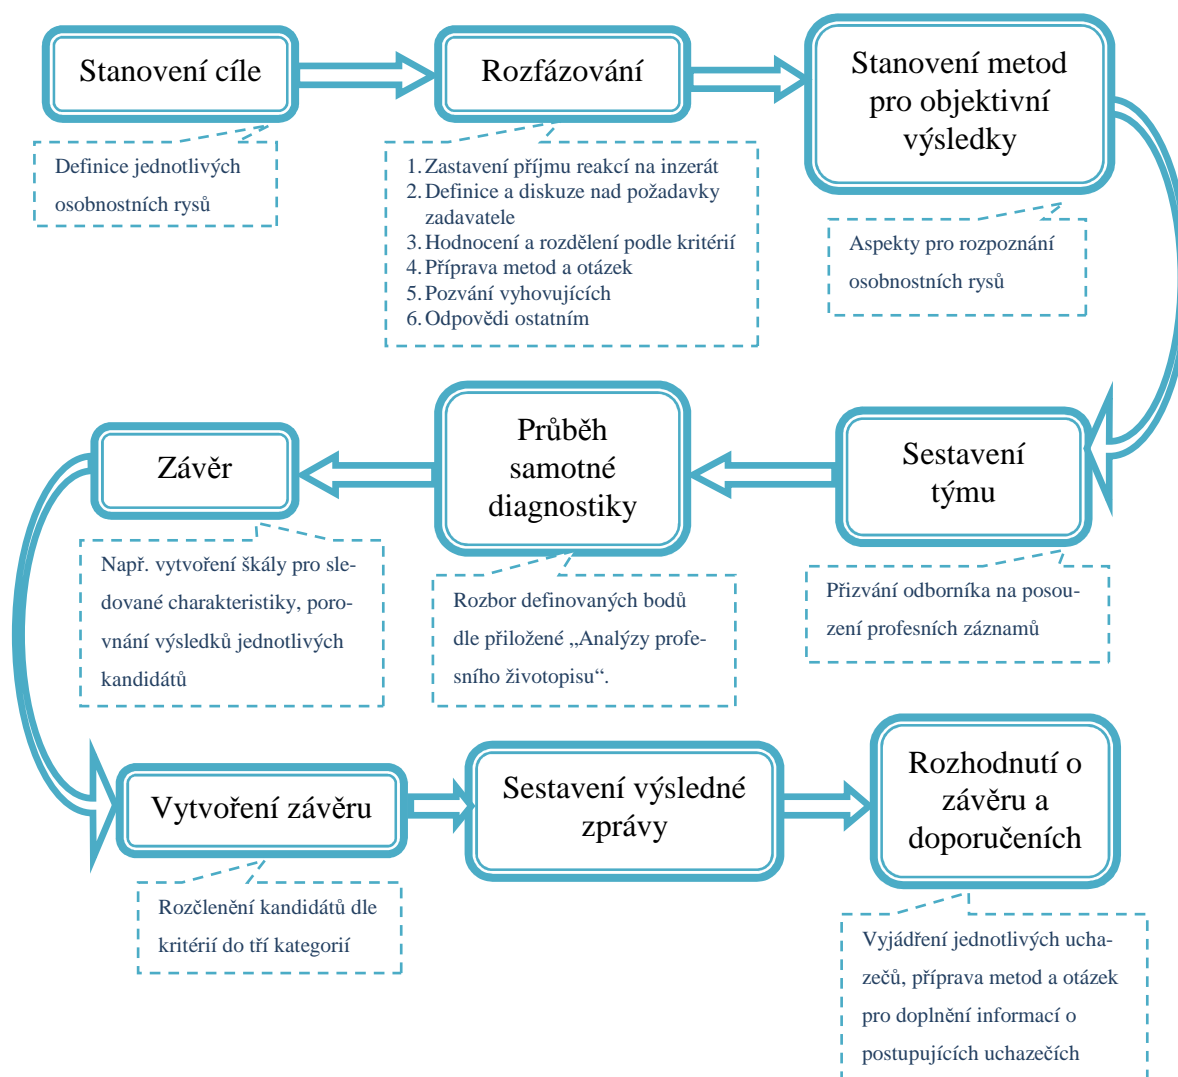 Stanovení cíle
Rozfázování
Stanovení metod
pro objektivní
výsledky
Definice jednotlivých
osobnostních rysů
1. Zastavení příjmu reakcí na inzerát
2. Definice a diskuze nad požadavky
zadavatele
3. Hodnocení a rozdělení podle kritérií
4. Příprava metod a otázek
5. Pozvání vyhovujících
6. Odpovědi ostatním
Aspekty pro rozpoznání
osobnostních rysů
Závěr
Průběh
samotné
diagnostiky
Sestavení
týmu
Např. vytvoření škály pro sle-
dované charakteristiky, poro-
vnání výsledků jednotlivých
kandidátů
Rozbor definovaných bodů
dle přiložené „Analýzy profe-
sního životopisu“.
Přizvání odborníka na posou-
zení profesních záznamů
Vytvoření závěru
Sestavení výsledné
zprávy
Rozhodnutí o
závěru a
doporučeních
Rozčlenění kandidátů dle
kritérií do tří kategorií
Vyjádření jednotlivých ucha-
zečů, příprava metod a otázek
pro doplnění informací o
postupujících uchazečích